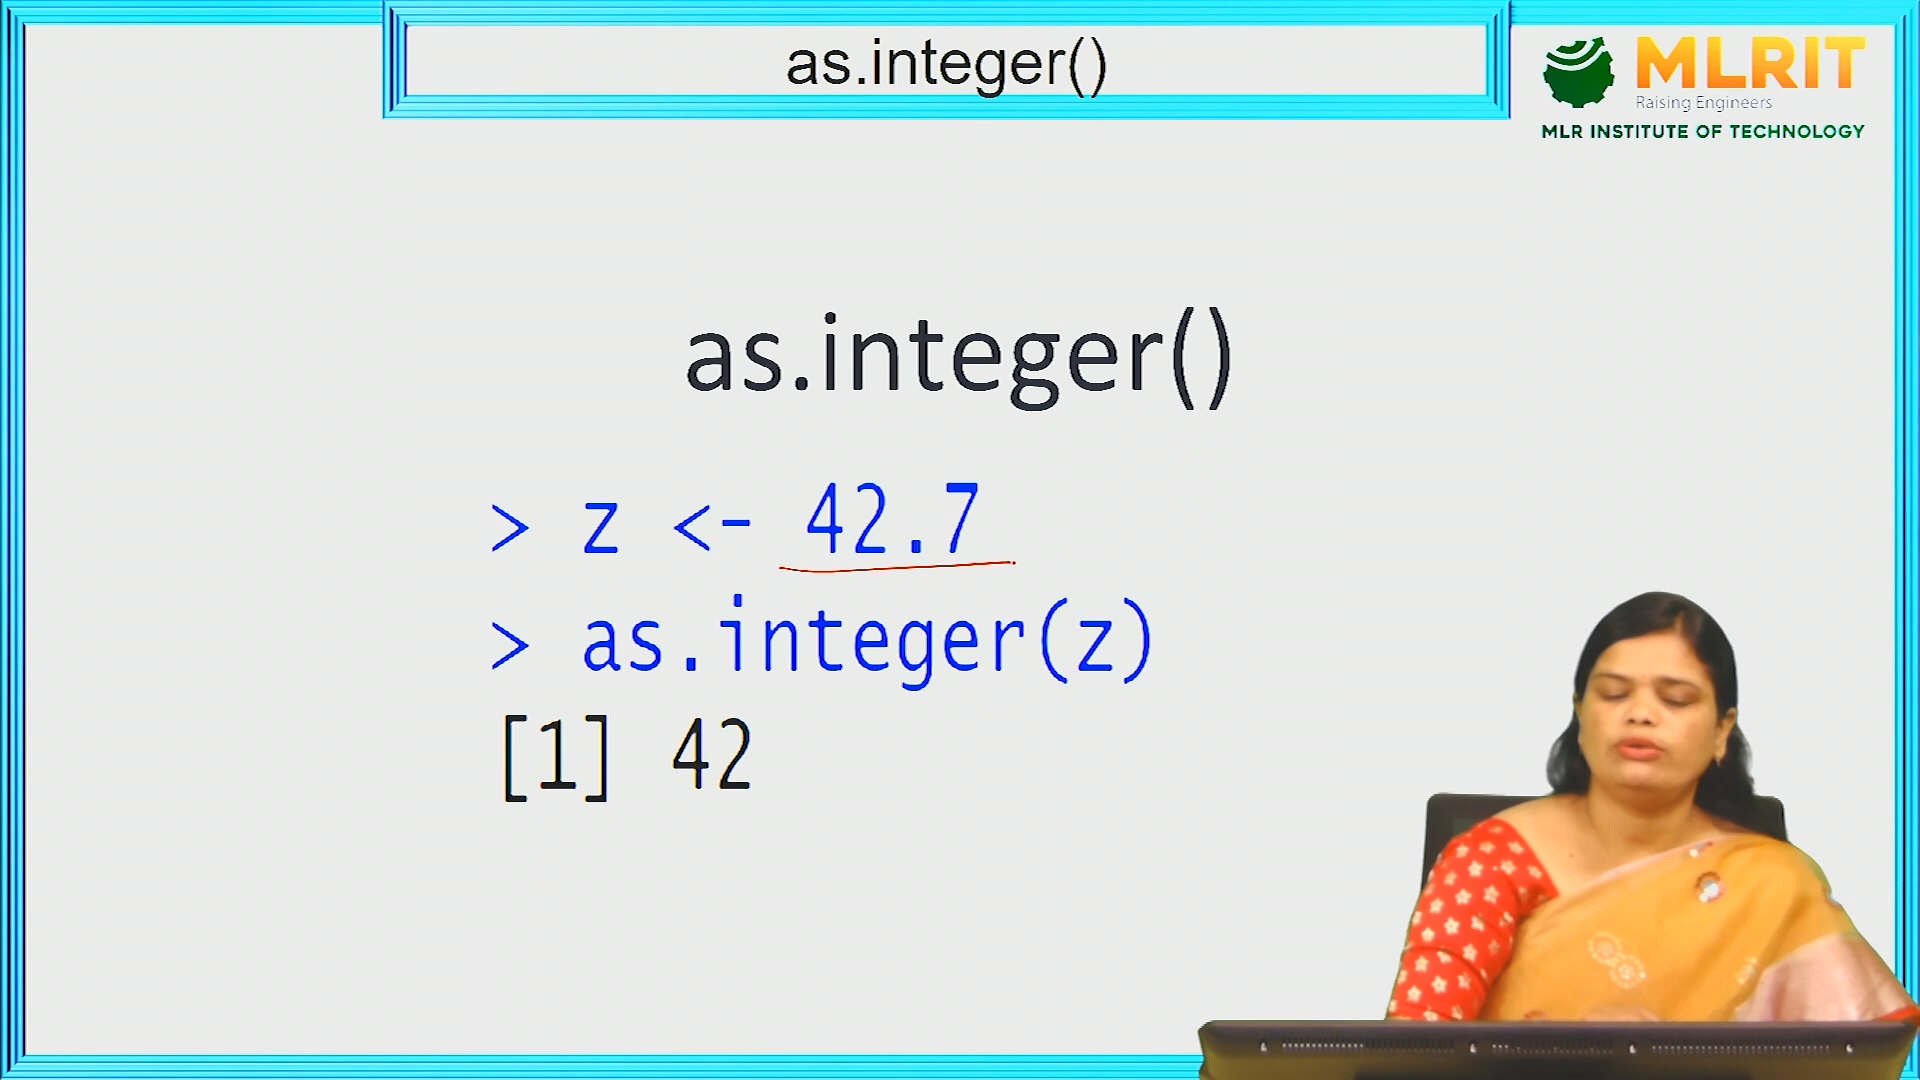 as.integer()
MLRIT
Raising Engineers
MLR INSTITUTE OF TECHNOLOGY
as.integer()
> z <- 42.7
> as.integer(z)
[1] 42